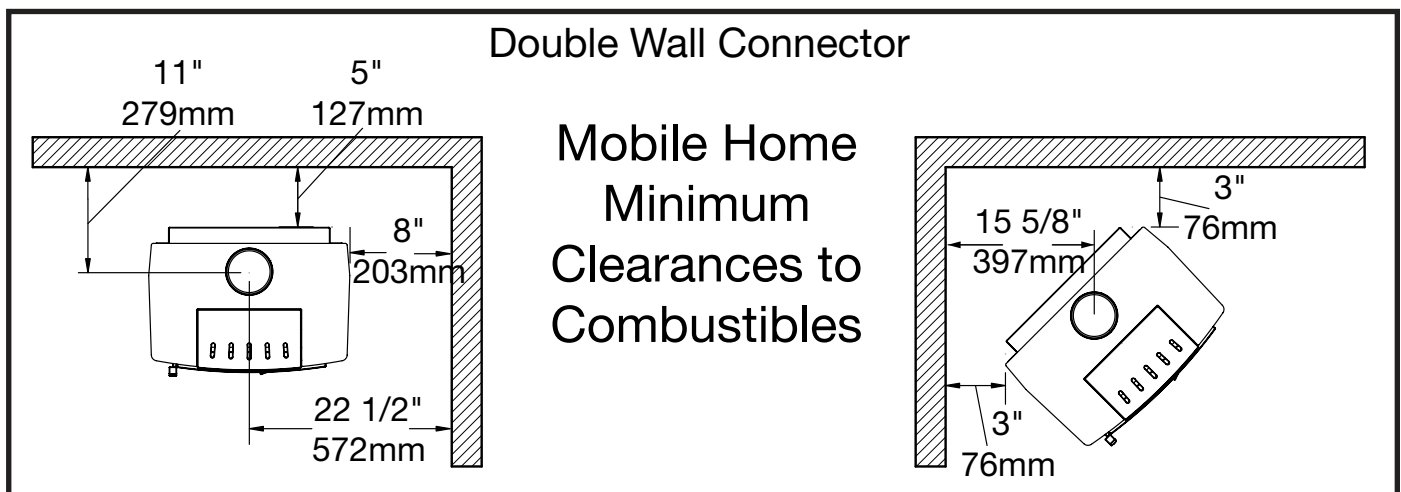 Double Wall Connector
11"
279mm
5"
127mm
8"
203mm
22 1/2"
572mm
Mobile Home
Minimum
Clearances to
Combustibles
15 5/8"
397mm
3"
76mm
3"
76mm